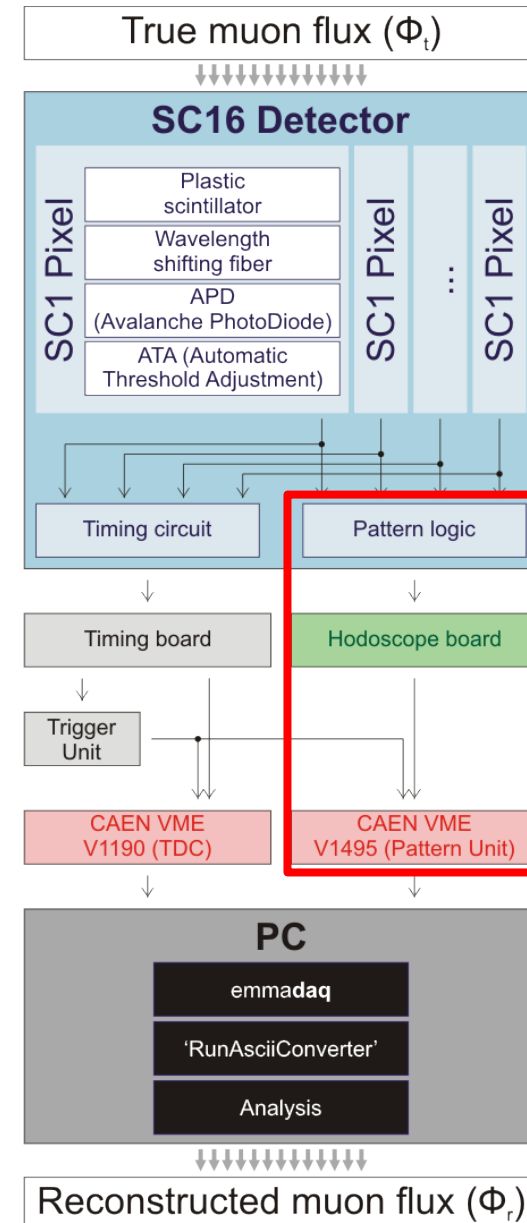 True muon flux (Φt)
SC16 Detector
SC1 Pixel
Plastic
scintillator
Wavelength
shifting fiber
APD
(Avalanche PhotoDiode)
ATA (Automatic
Threshold Adjustment)
SC1 Pixel
...
SC1 Pixel
Timing circuit
Pattern logic
Timing board
Hodoscope board
Trigger
Unit
CAEN VME
V1190 (TDC)
CAEN VME
V1495 (Pattern Unit)
PC
emmadaq
‘RunAsciiConverter’
Analysis
Reconstructed muon flux (Φr)